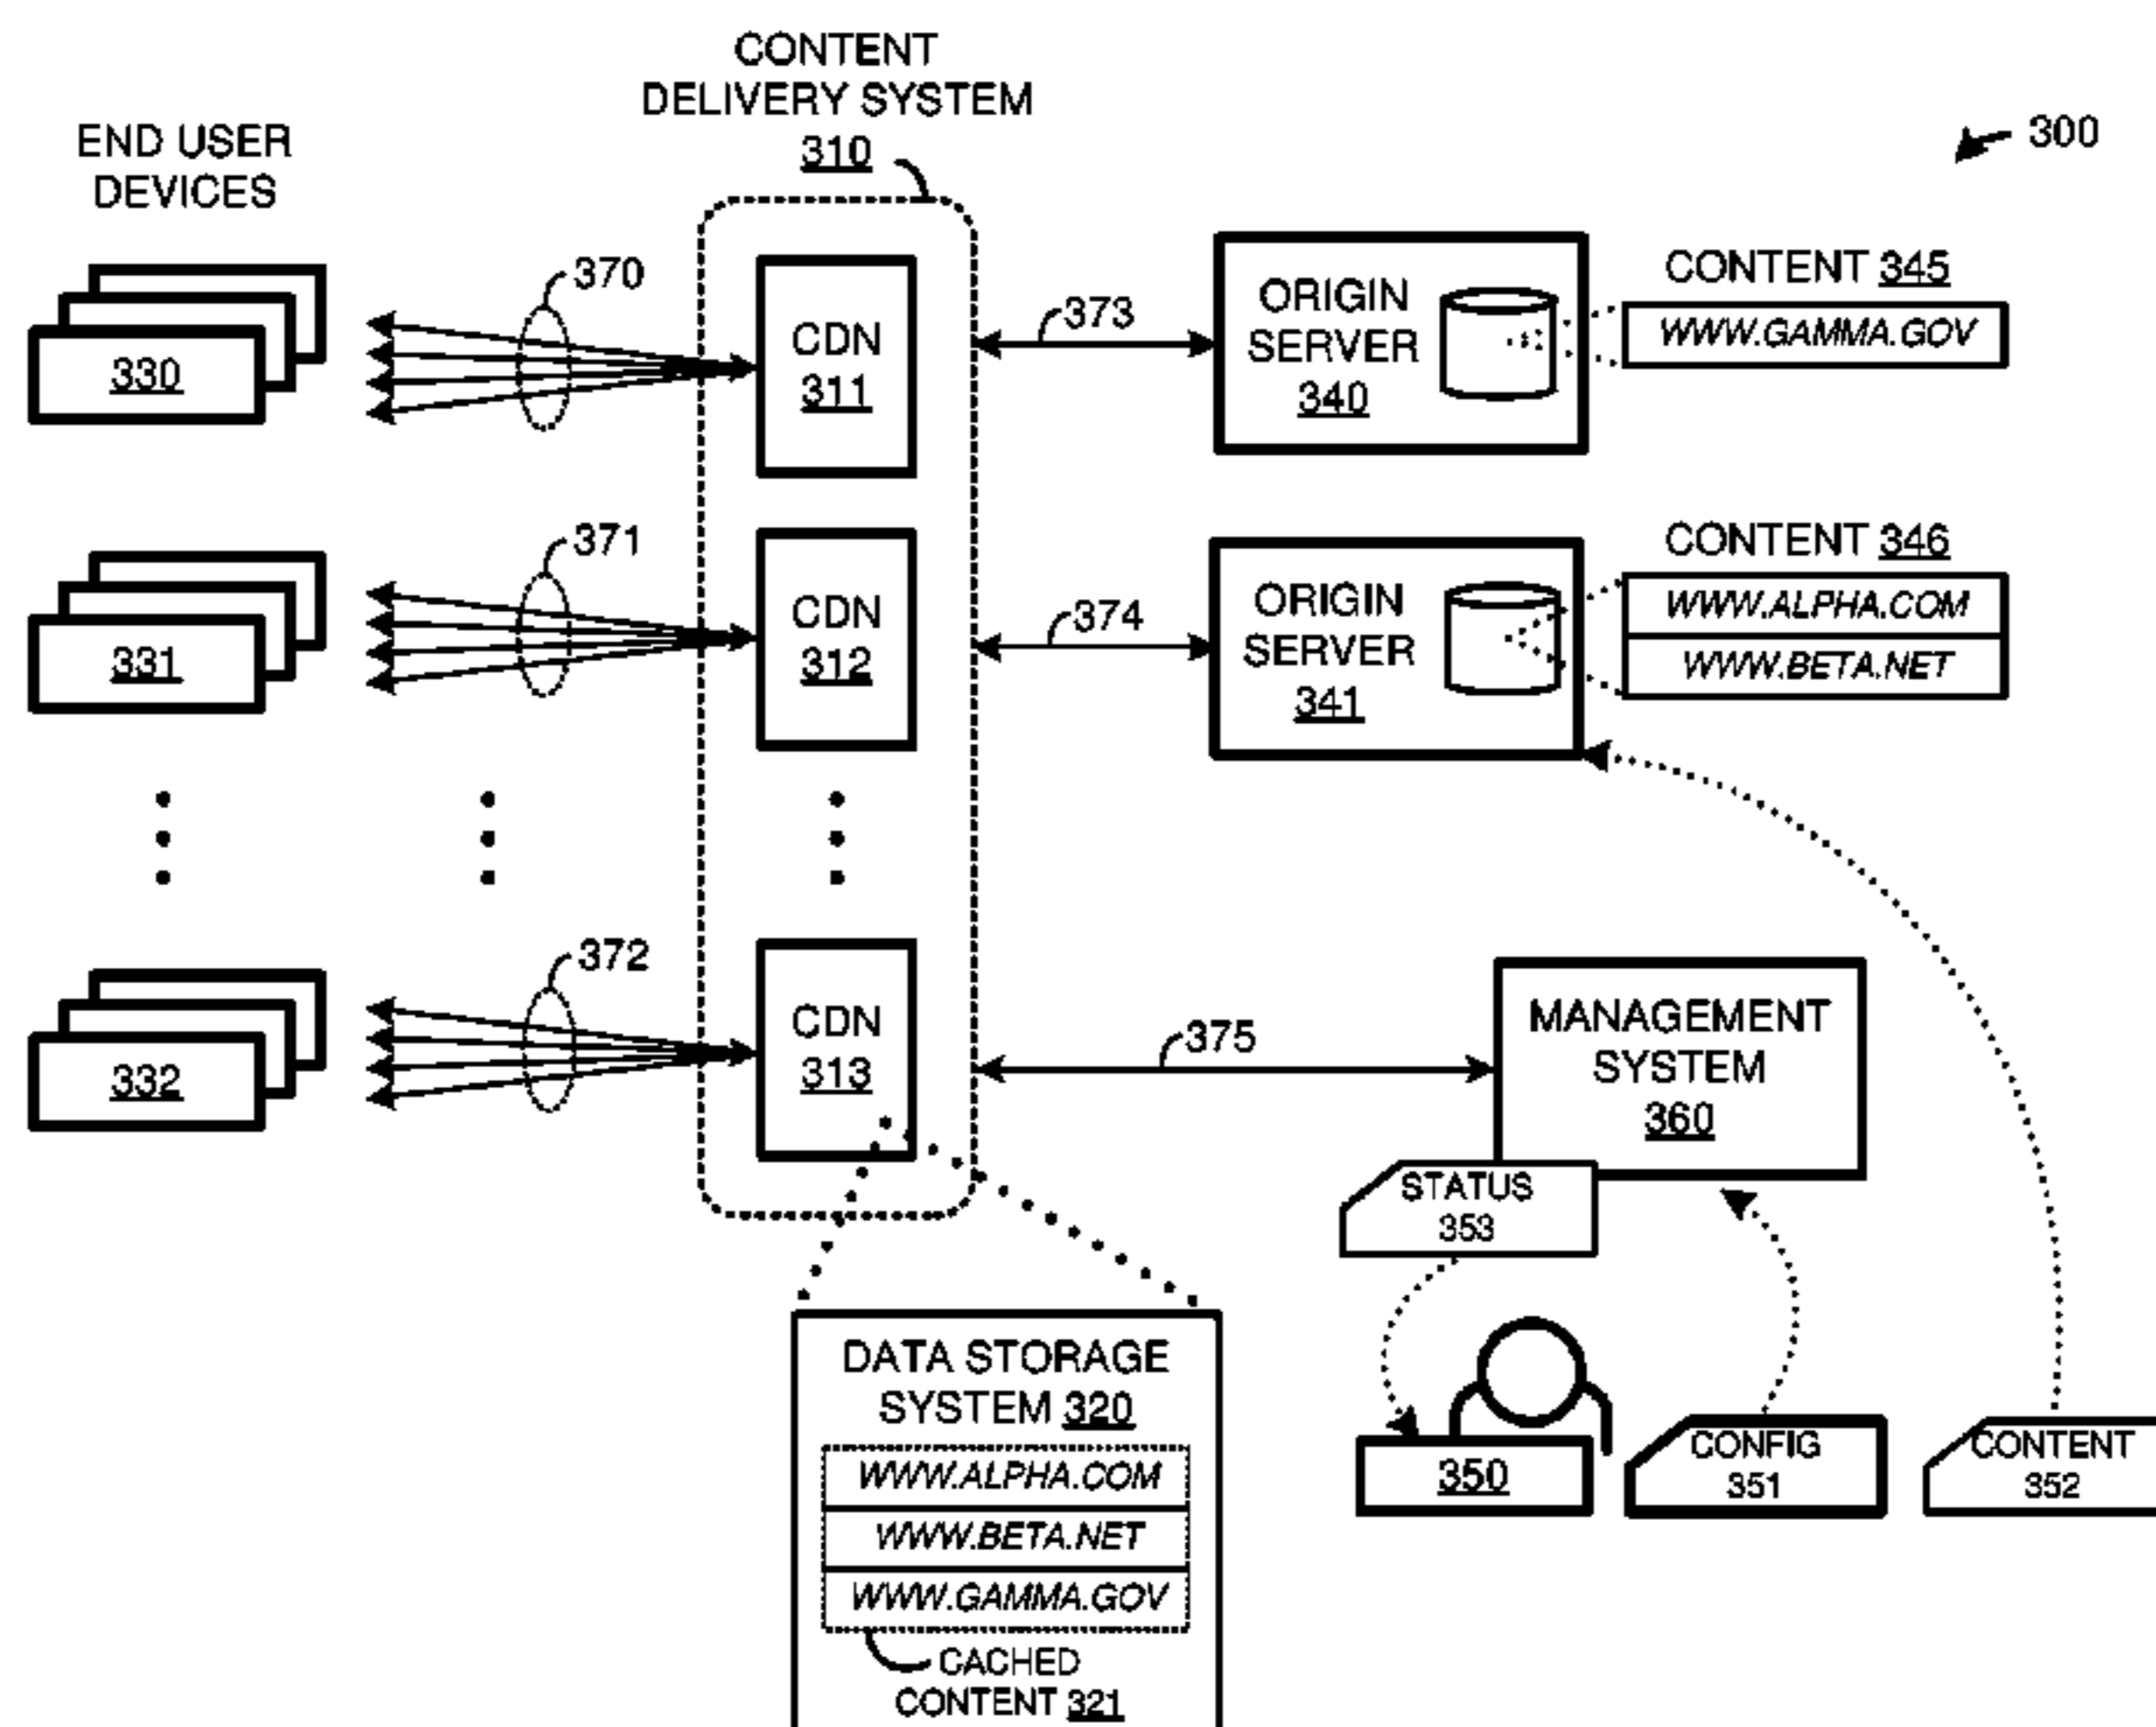 CONTENT
DELIVERY SYSTEM
310
300
END USER
DEVICES
330
370
CDN
311
373
ORIGIN
SERVER
340
CONTENT 345
WWW.GAMMA.GOV
331
371
CDN
312
374
ORIGIN
SERVER
341
CONTENT 346
WWW.ALPHA.COM
WWW.BETA.NET
332
372
CDN
313
375
MANAGEMENT
SYSTEM
360
STATUS
353
350
CONFIG
351
CONTENT
352
DATA STORAGE
SYSTEM 320
WWW.ALPHA.COM
WWW.BETA.NET
WWW.GAMMA.GOV
CACHED
CONTENT 321